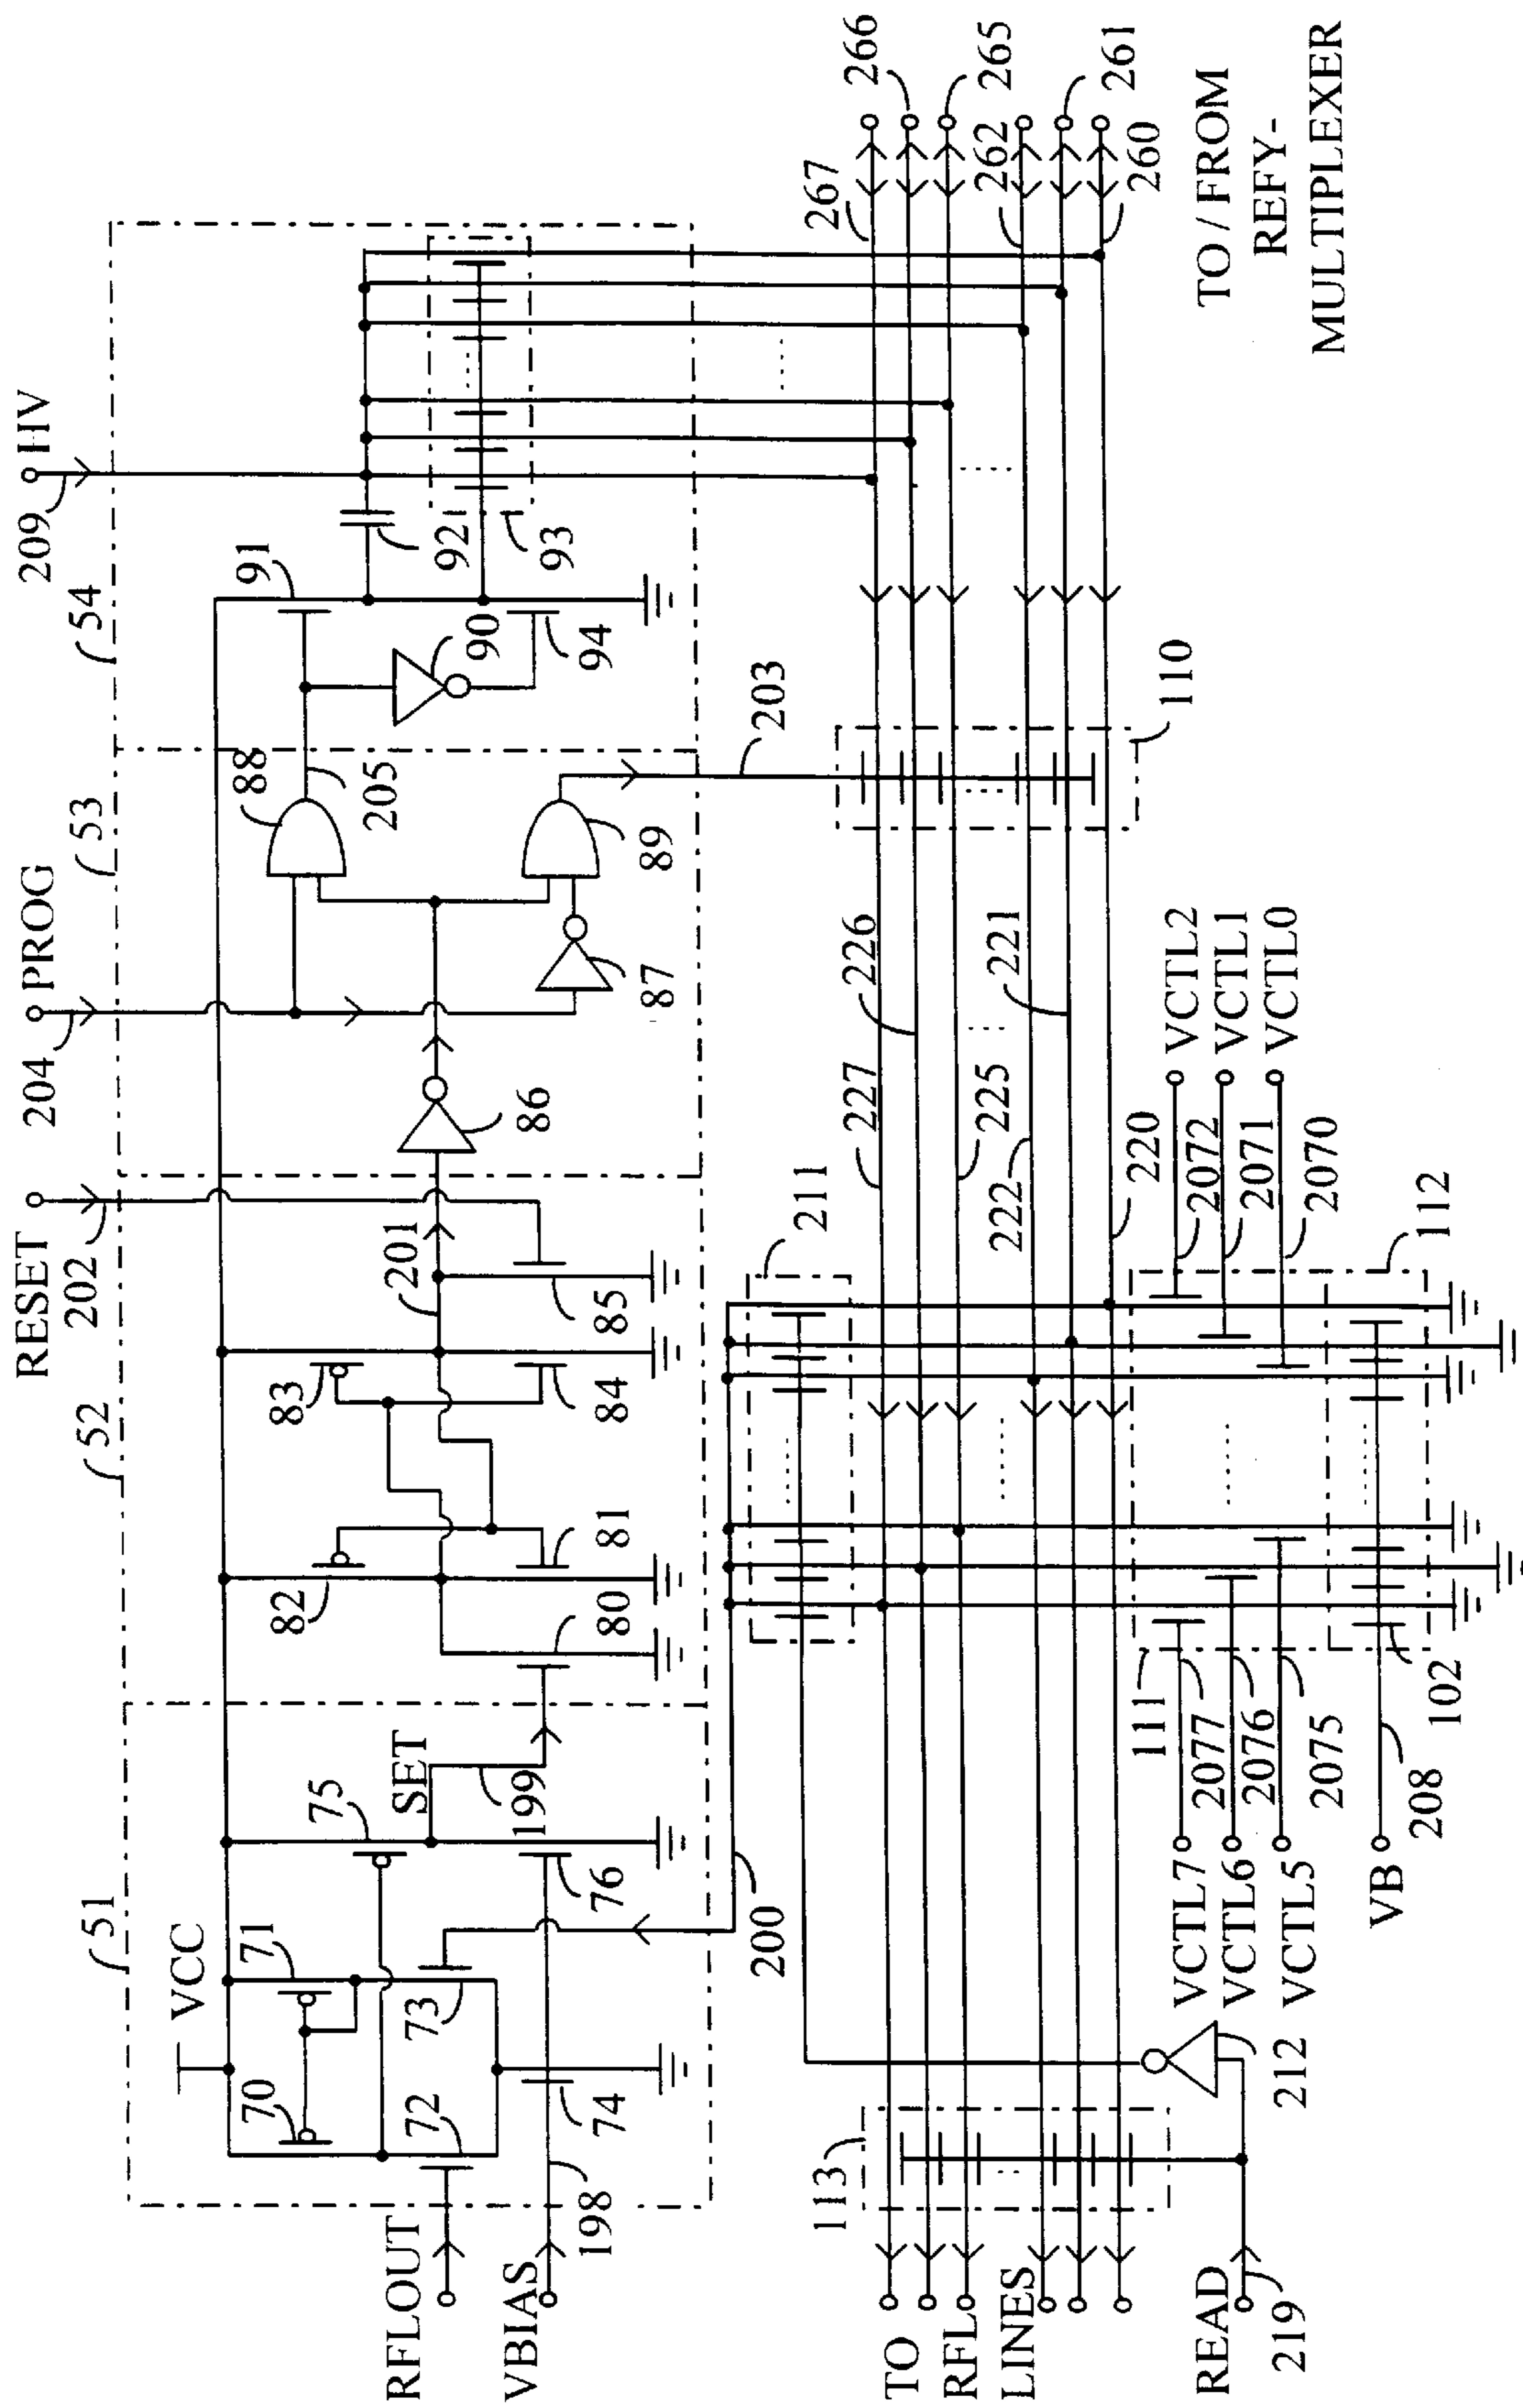 RESET
202
204
PROG
209
HV
51
52
53
54
VCC
70
71
72
73
74
75
76
SET
199
80
81
82
83
84
85
201
86
87
88
89
205
90
91
92
93
94
203
RFLOUT
VBIAS
198
200
211
227
226
225
222
221
220
110
267
266
265
262
261
260
TO / FROM
REFY-
MULTIPLEXER
113
TO
RFL
LINES
READ
219
212
VCTL7
VCTL6
VCTL5
VB
111
2077
2076
2075
208
102
112
2072
2071
2070
VCTL2
VCTL1
VCTL0